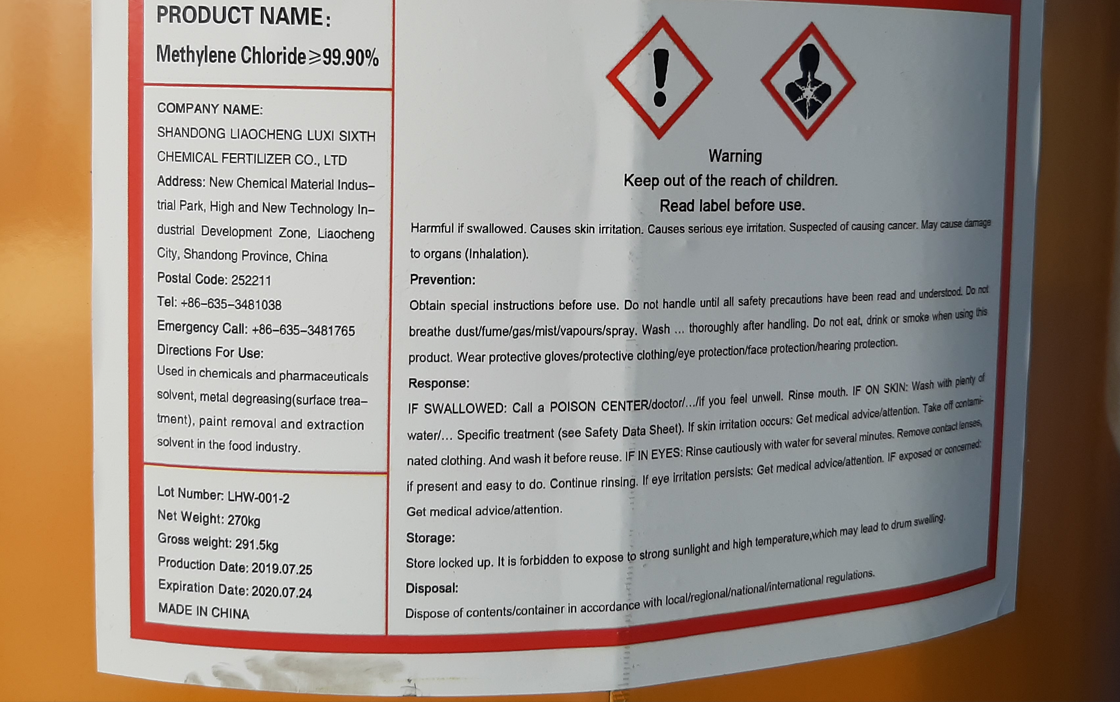 PRODUCT NAME:
Methylene Chloride≥99.90%
COMPANY NAME:
SHANDONG LIAOCHENG LUXI SIXTH
CHEMICAL FERTILIZER CO., LTD
Address: New Chemical Material Indus–
trial Park, High and New Technology In–
dustrial Development Zone, Liaocheng
City, Shandong Province, China
Postal Code: 252211
Tel: +86–635–3481038
Emergency Call: +86–635–3481765
Directions For Use:
Used in chemicals and pharmaceuticals
solvent, metal degreasing(surface trea–
tment), paint removal and extraction
solvent in the food industry.
Lot Number: LHW-001-2
Net Weight: 270kg
Gross weight: 291.5kg
Production Date: 2019.07.25
Expiration Date: 2020.07.24
MADE IN CHINA
Warning
Keep out of the reach of children.
Read label before use.
Harmful if swallowed. Causes skin irritation. Causes serious eye irritation. Suspected of causing cancer. May cause damage
to organs (Inhalation).
Prevention:
Obtain special instructions before use. Do not handle until all safety precautions have been read and understood. Do not
breathe dust/fume/gas/mist/vapours/spray. Wash ... thoroughly after handling. Do not eat, drink or smoke when using this
product. Wear protective gloves/protective clothing/eye protection/face protection/hearing protection.
Response:
IF SWALLOWED: Call a POISON CENTER/doctor/.../if you feel unwell. Rinse mouth. IF ON SKIN: Wash with plenty of
water/... Specific treatment (see Safety Data Sheet). If skin irritation occurs: Get medical advice/attention. Take off contami–
nated clothing. And wash it before reuse. IF IN EYES: Rinse cautiously with water for several minutes. Remove contact lenses,
if present and easy to do. Continue rinsing. If eye irritation persists: Get medical advice/attention. IF exposed or concerned:
Get medical advice/attention.
Storage:
Store locked up. It is forbidden to expose to strong sunlight and high temperature,which may lead to drum swelling.
Disposal:
Dispose of contents/container in accordance with local/regional/national/international regulations.